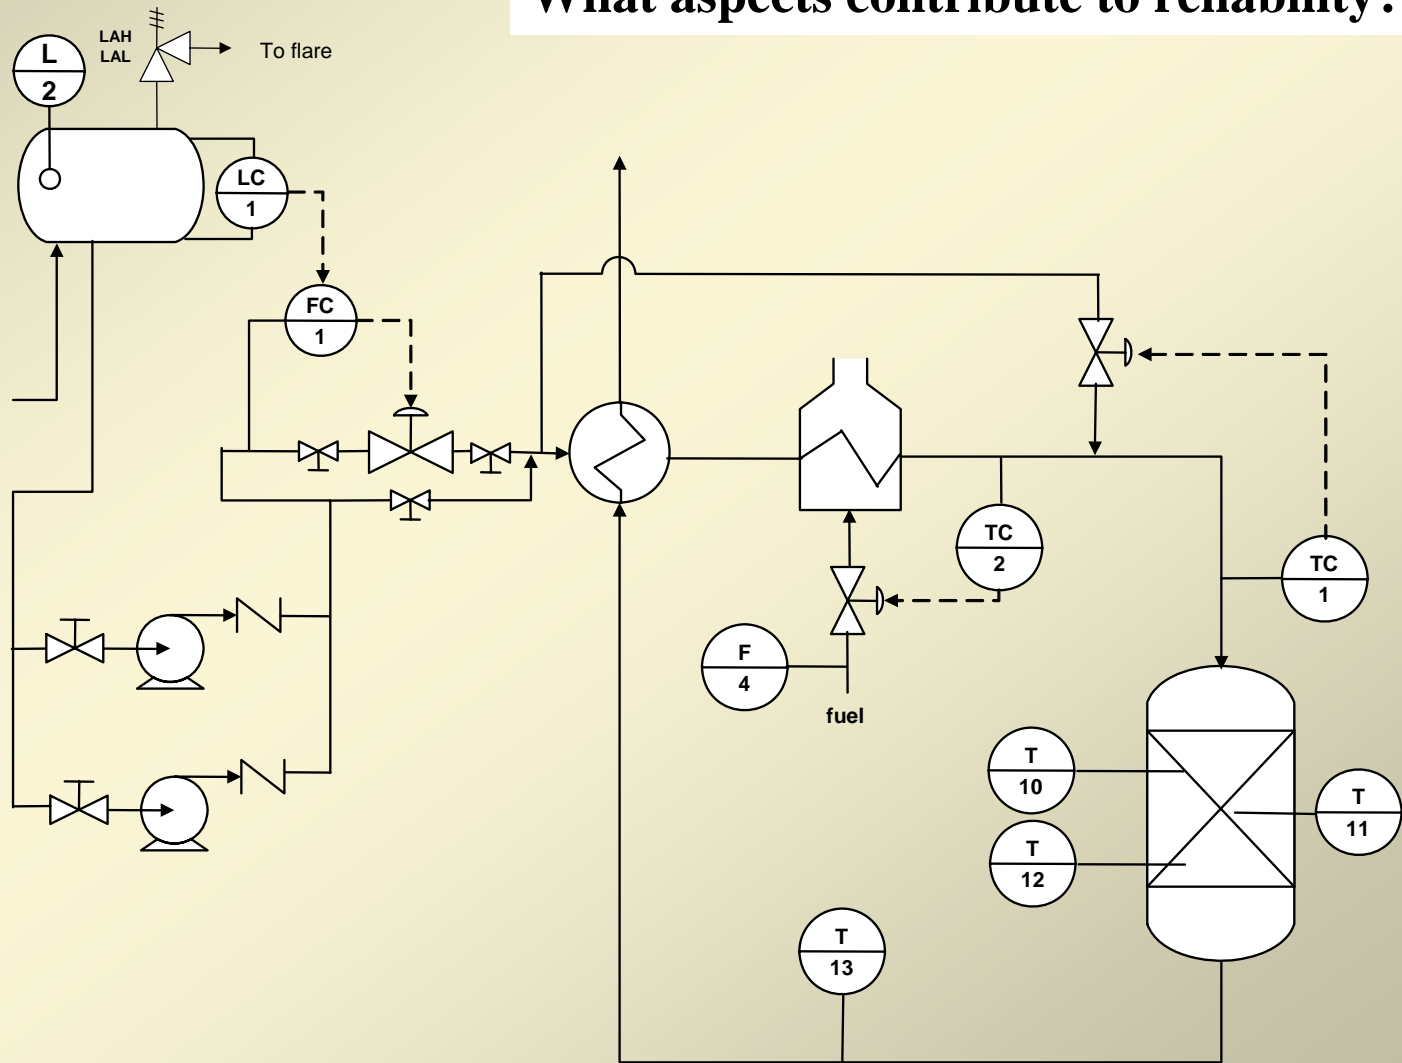 What aspects contribute to reliability?
LAH
LAL
To flare
L
2
LC
1
FC
1
TC
2
TC
1
F
4
fuel
T
10
T
11
T
12
T
13